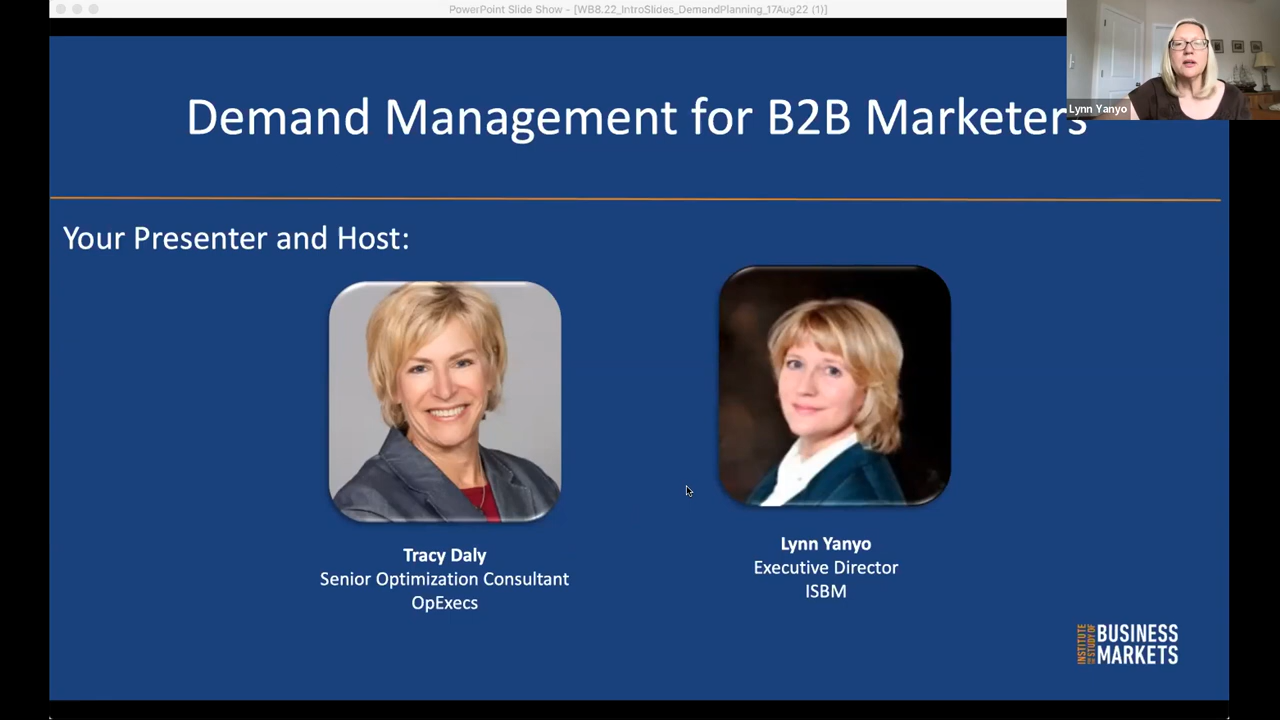 PowerPoint Slide Show - [WB8.22_IntroSlides_DemandPlanning_17Aug22 (1)]
Lynn Yanyo
Demand Management for B2B Marketers
Your Presenter and Host:
Tracy Daly
Senior Optimization Consultant
OpExecs
Lynn Yanyo
Executive Director
ISBM
INSTITUTE
FOR THE STUDY OF
BUSINESS
MARKETS